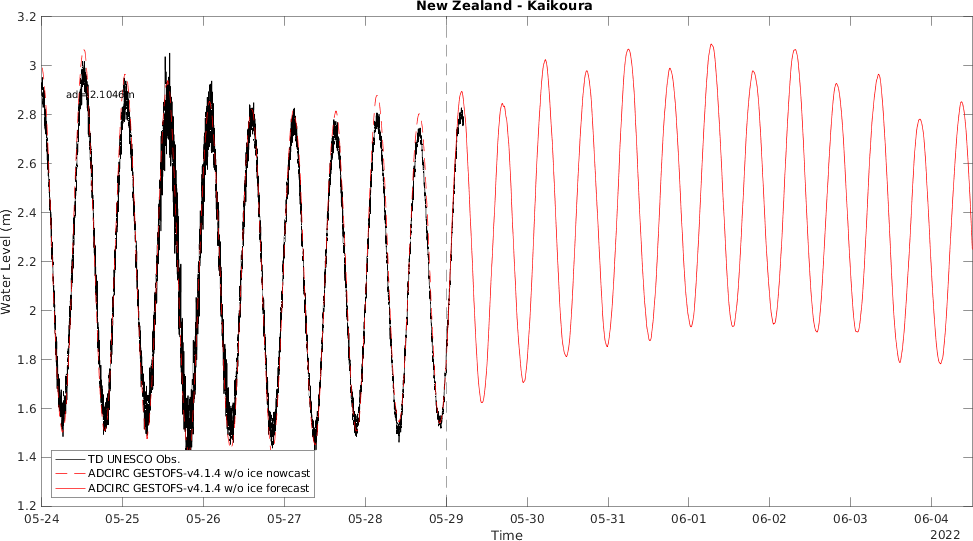 New Zealand - Kaikoura
3.2
3
2.8
2.6
2.4
2.2
2
1.8
1.6
1.4
1.2
Water Level (m)
TD UNESCO Obs.
ADCIRC GESTOFS-v4.1.4 w/o ice nowcast
ADCIRC GESTOFS-v4.1.4 w/o ice forecast
05-24 05-25 05-26 05-27 05-28 05-29 05-30 05-31 06-01 06-02 06-03 06-04
2022
Time